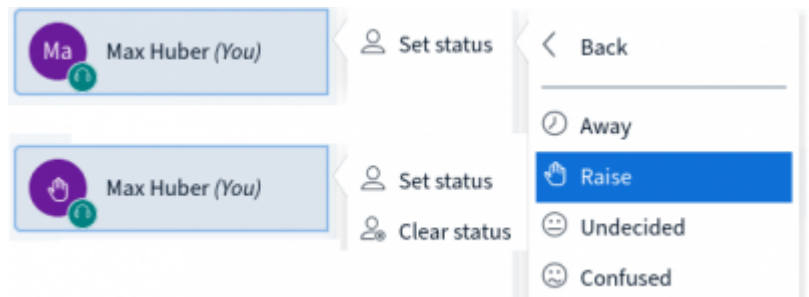 Ma Max Huber (You)
Set status
Back
Away
Max Huber (You)
Set status
Clear status
Raise
Undecided
Confused